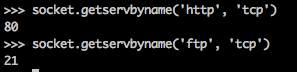 >>> socket.getservbyname('http', 'tcp')
80
>>> socket.getservbyname('ftp', 'tcp')
21